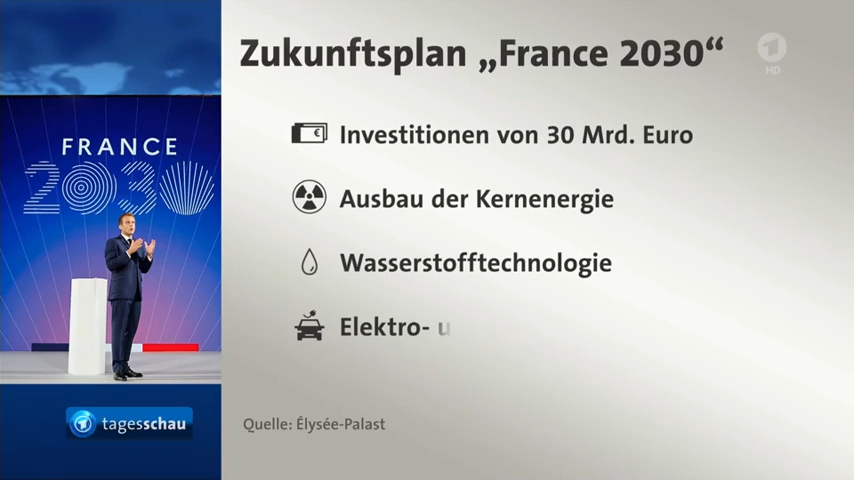 Zukunftsplan „France 2030“
HD
FRANCE
2030
€
Investitionen von 30 Mrd. Euro
Ausbau der Kernenergie
Wasserstofftechnologie
Elektro- u
tagesschau
Quelle: Élysée-Palast